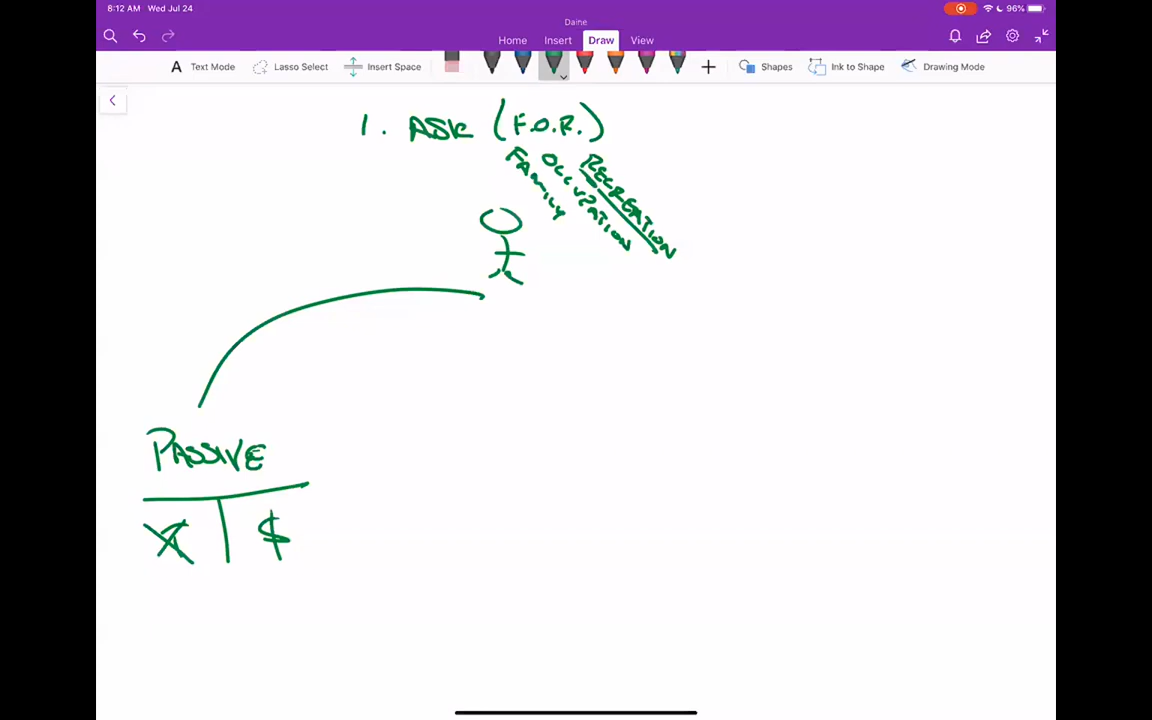 8:12 AM Wed Jul 24
96%
Daine
Home Insert Draw View
A Text Mode Lasso Select Insert Space Shapes Ink to Shape Drawing Mode
1. ASK (F.O.R.)
FAMILY
OCCUPATION
RECREATION
PASSIVE
$